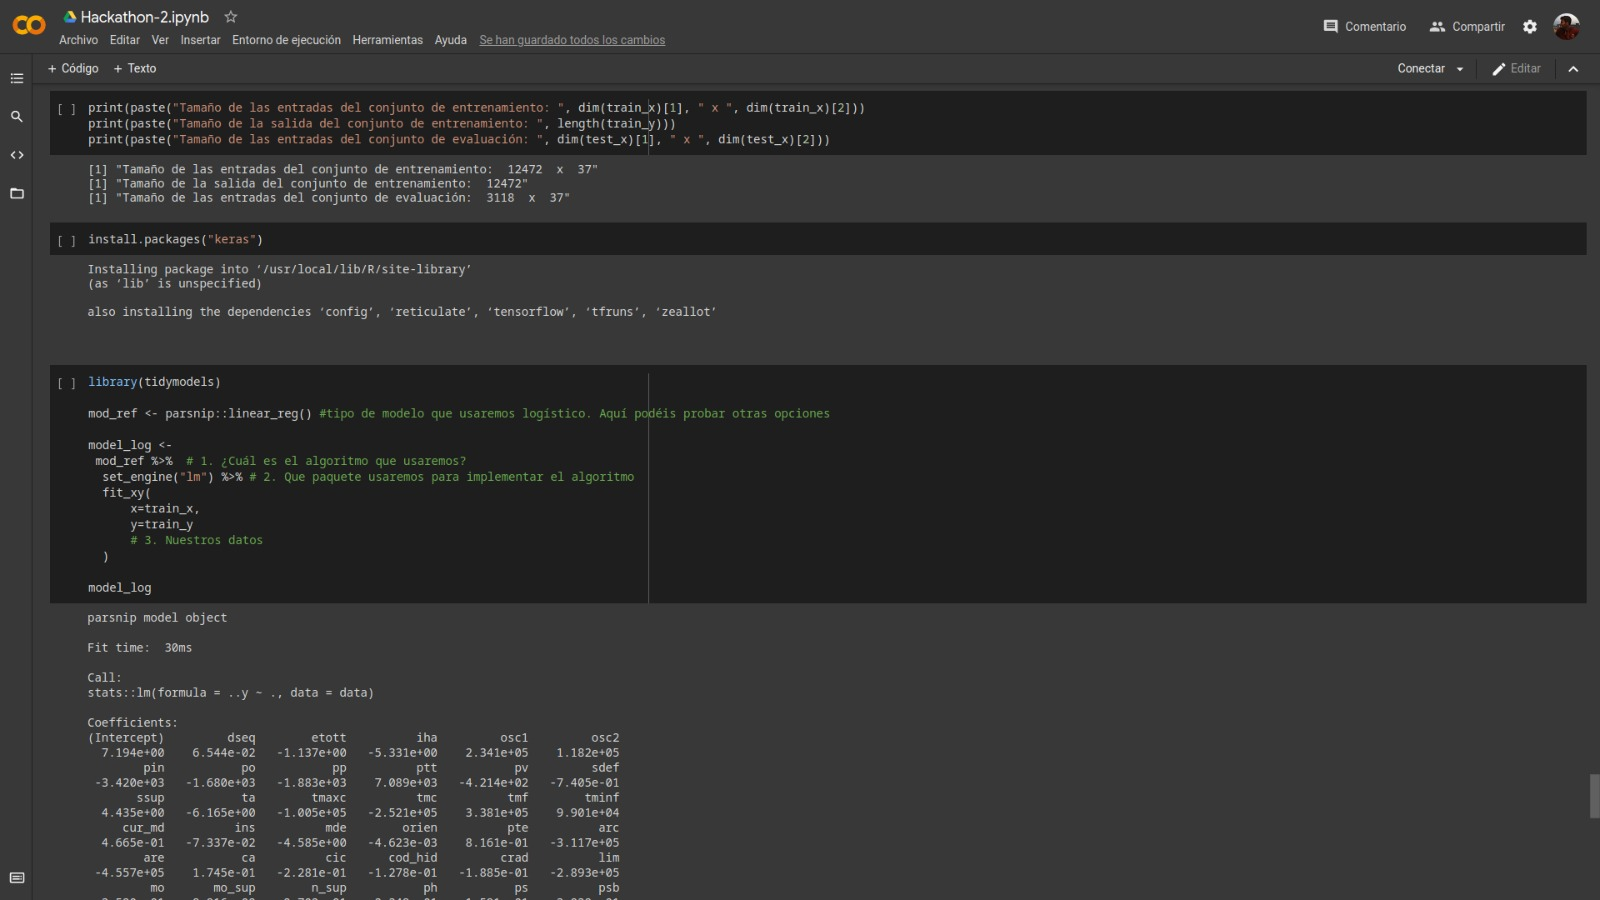 CO Hackathon-2.ipynb
Archivo Editar Ver Insertar Entorno de ejecución Herramientas Ayuda Se han guardado todos los cambios
Comentario Compartir
+ Código + Texto
Conectar Editar
[ ] print(paste("Tamaño de las entradas del conjunto de entrenamiento: ", dim(train_x)[1], " x ", dim(train_x)[2]))
print(paste("Tamaño de la salida del conjunto de entrenamiento: ", length(train_y)))
print(paste("Tamaño de las entradas del conjunto de evaluación: ", dim(test_x)[1], " x ", dim(test_x)[2]))
[1] "Tamaño de las entradas del conjunto de entrenamiento:  12472  x  37"
[1] "Tamaño de la salida del conjunto de entrenamiento:  12472"
[1] "Tamaño de las entradas del conjunto de evaluación:  3118  x  37"
[ ] install.packages("keras")
Installing package into ‘/usr/local/lib/R/site-library’
(as ‘lib’ is unspecified)
also installing the dependencies ‘config’, ‘reticulate’, ‘tensorflow’, ‘tfruns’, ‘zeallot’
[ ] library(tidymodels)
mod_ref <- parsnip::linear_reg() #tipo de modelo que usaremos logístico. Aquí podéis probar otras opciones
model_log <-
mod_ref %>%  # 1. ¿Cuál es el algoritmo que usaremos?
set_engine("lm") %>% # 2. Que paquete usaremos para implementar el algoritmo
fit_xy(
x=train_x,
y=train_y
# 3. Nuestros datos
)
model_log
parsnip model object
Fit time:  30ms
Call:
stats::lm(formula = ..y ~ ., data = data)
Coefficients:
(Intercept) dseq etott iha osc1 osc2
7.194e+00 6.544e-02 -1.137e+00 -5.331e+00 2.341e+05 1.182e+05
pin po pp ptt pv sdef
-3.420e+03 -1.680e+03 -1.883e+03 7.089e+03 -4.214e+02 -7.405e-01
ssup ta tmaxc tmc tmf tminf
4.435e+00 -6.165e+00 -1.005e+05 -2.521e+05 3.381e+05 9.901e+04
cur_md ins mde orien pte arc
4.665e-01 -7.337e-02 -4.585e+00 -4.623e-03 8.161e-01 -3.117e+05
are ca cic cod_hid crad lim
-4.557e+05 1.745e-01 -2.281e-01 -1.278e-01 -1.885e-01 -2.893e+05
mo mo_sup n_sup ph ps psb